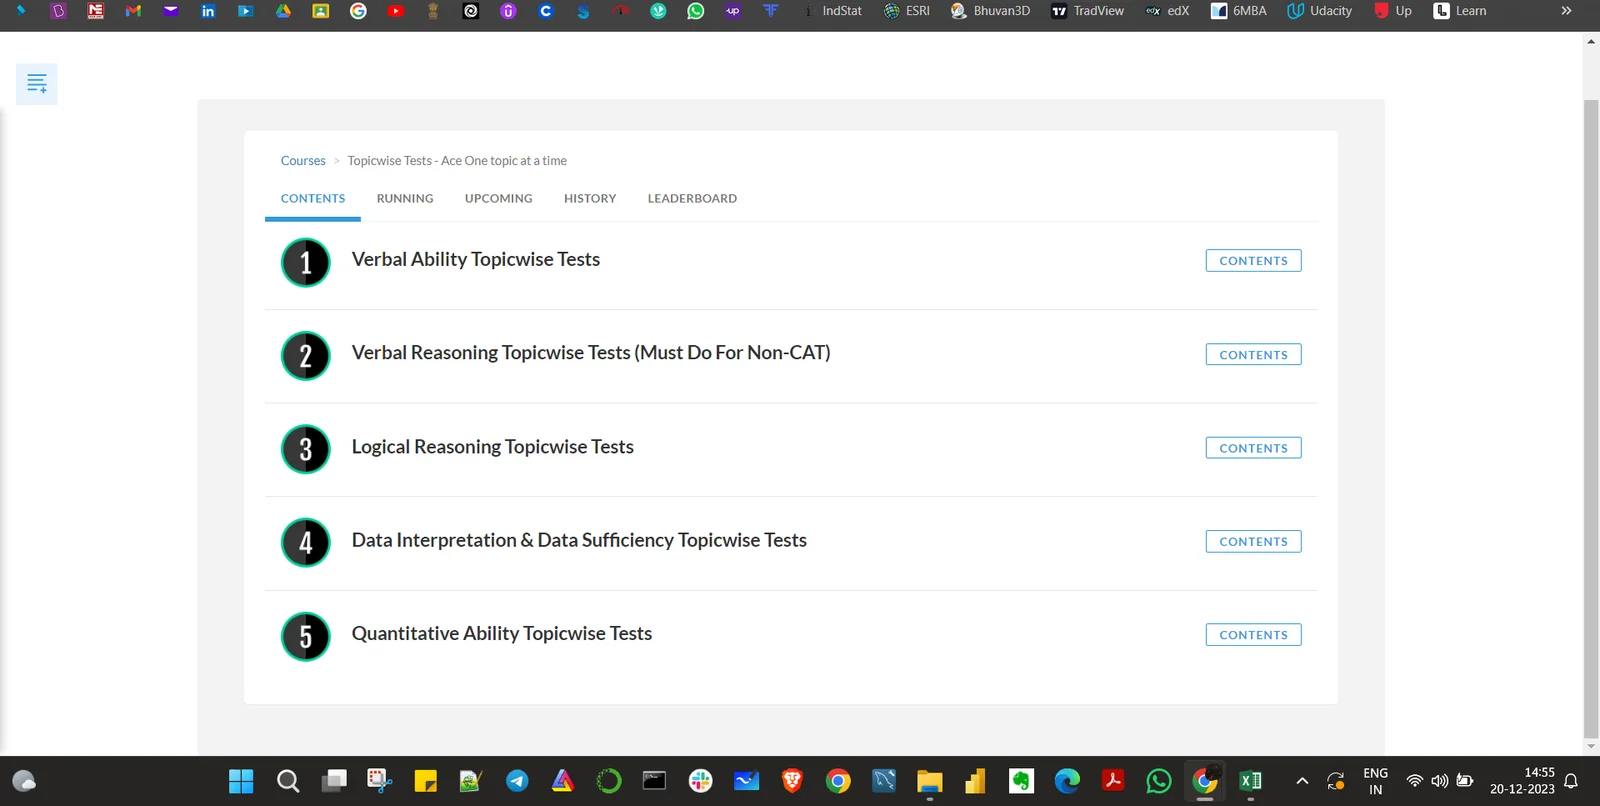 IndStat ESRI Bhuvan3D TradView edX 6MBA Udacity Up Learn
Courses > Topicwise Tests - Ace One topic at a time
CONTENTS RUNNING UPCOMING HISTORY LEADERBOARD
1 Verbal Ability Topicwise Tests CONTENTS
2 Verbal Reasoning Topicwise Tests (Must Do For Non-CAT) CONTENTS
3 Logical Reasoning Topicwise Tests CONTENTS
4 Data Interpretation & Data Sufficiency Topicwise Tests CONTENTS
5 Quantitative Ability Topicwise Tests CONTENTS
ENG 14:55
IN 20-12-2023